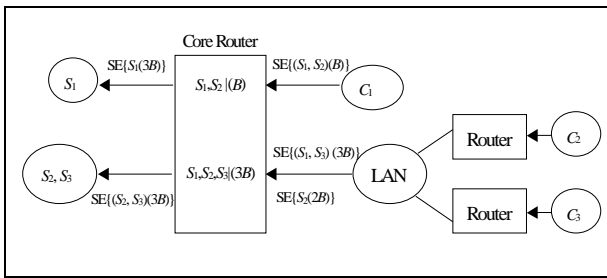 Core Router
SE{S1(3B)}
SE{(S1, S2)(B)}
S1
S1,S2 |(B)
C1
SE{(S1, S3) (3B)}
Router
C2
S2, S3
S1,S2,S3|(3B)
LAN
SE{(S2, S3)(3B)}
SE{S2(2B)}
Router
C3